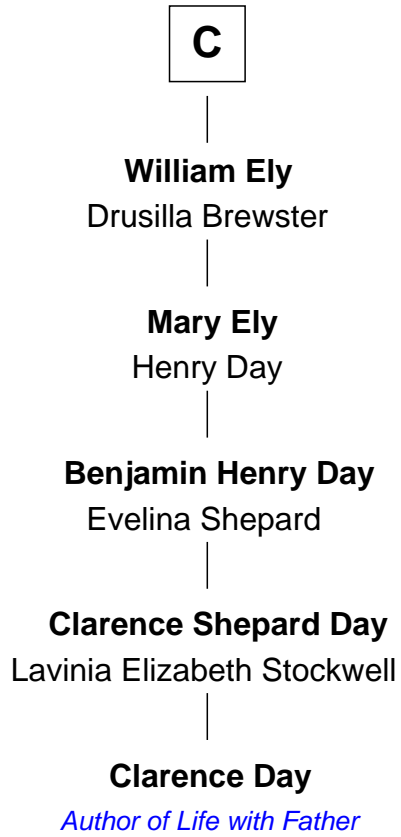 C
William Ely
Drusilla Brewster
Mary Ely
Henry Day
Benjamin Henry Day
Evelina Shepard
Clarence Shepard Day
Lavinia Elizabeth Stockwell
Clarence Day
Author of Life with Father